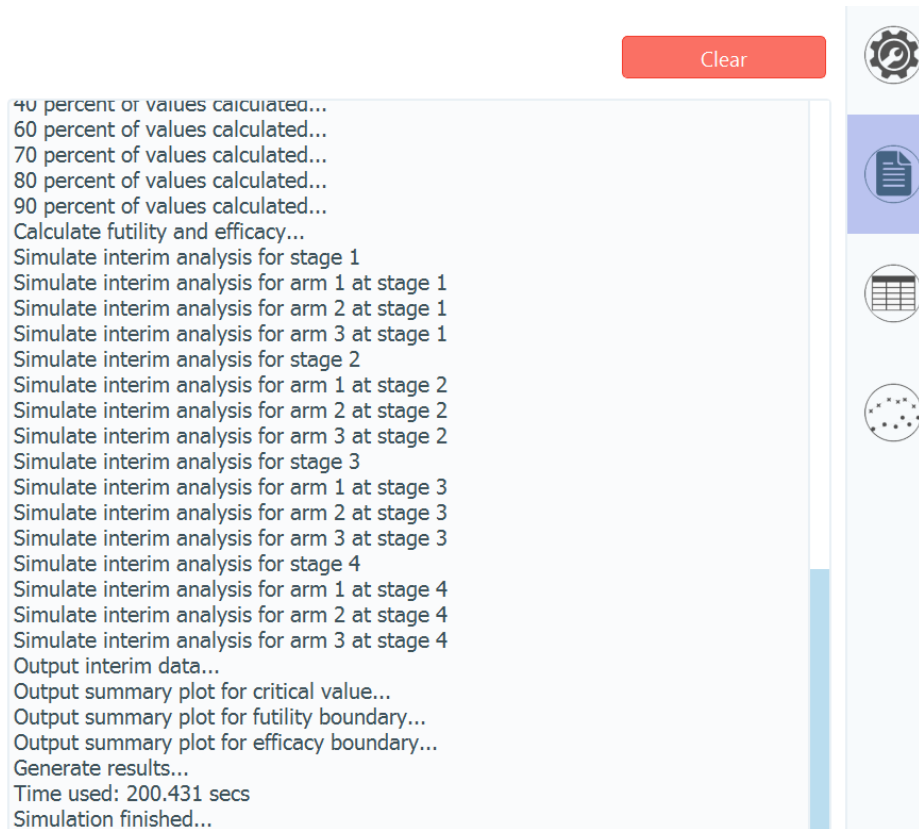 Clear
40 percent of values calculated...
60 percent of values calculated...
70 percent of values calculated...
80 percent of values calculated...
90 percent of values calculated...
Calculate futility and efficacy...
Simulate interim analysis for stage 1
Simulate interim analysis for arm 1 at stage 1
Simulate interim analysis for arm 2 at stage 1
Simulate interim analysis for arm 3 at stage 1
Simulate interim analysis for stage 2
Simulate interim analysis for arm 1 at stage 2
Simulate interim analysis for arm 2 at stage 2
Simulate interim analysis for arm 3 at stage 2
Simulate interim analysis for stage 3
Simulate interim analysis for arm 1 at stage 3
Simulate interim analysis for arm 2 at stage 3
Simulate interim analysis for arm 3 at stage 3
Simulate interim analysis for stage 4
Simulate interim analysis for arm 1 at stage 4
Simulate interim analysis for arm 2 at stage 4
Simulate interim analysis for arm 3 at stage 4
Output interim data...
Output summary plot for critical value...
Output summary plot for futility boundary...
Output summary plot for efficacy boundary...
Generate results...
Time used: 200.431 secs
Simulation finished...